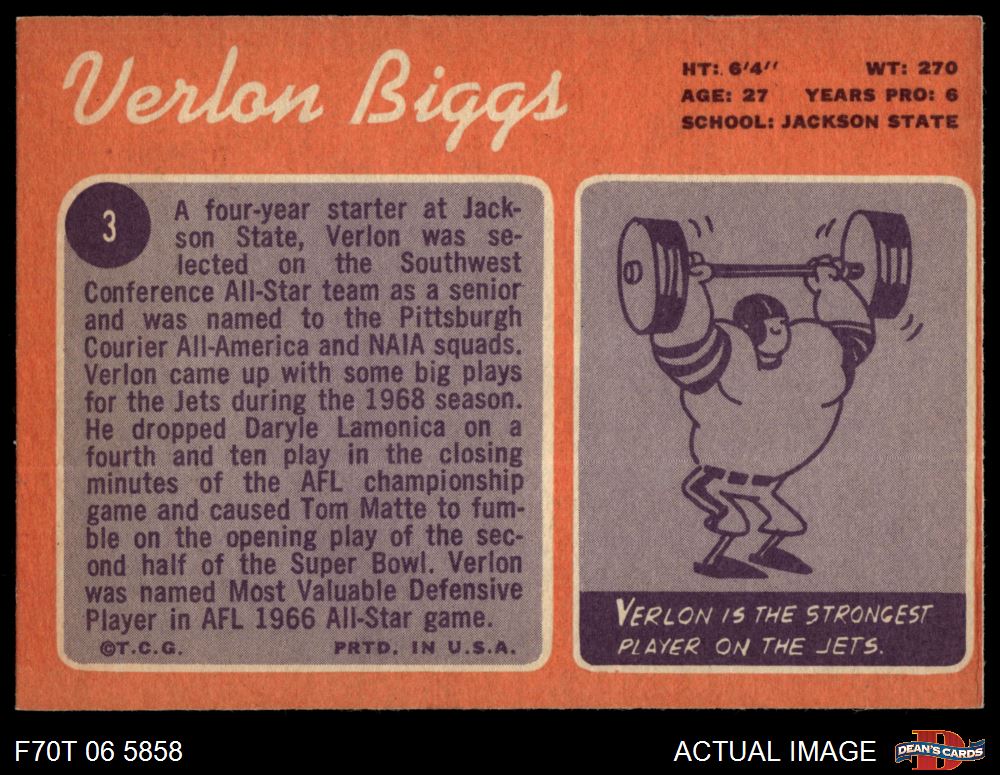 Verlon Biggs
HT: 6'4" WT: 270
AGE: 27 YEARS PRO: 6
SCHOOL: JACKSON STATE
3
A four-year starter at Jack-
son State, Verlon was se-
lected on the Southwest
Conference All-Star team as a senior
and was named to the Pittsburgh
Courier All-America and NAIA squads.
Verlon came up with some big plays
for the Jets during the 1968 season.
He dropped Daryle Lamonica on a
fourth and ten play in the closing
minutes of the AFL championship
game and caused Tom Matte to fum-
ble on the opening play of the sec-
ond half of the Super Bowl. Verlon
was named Most Valuable Defensive
Player in AFL 1966 All-Star game.
©T.C.G. PRTD. IN U.S.A.
VERLON IS THE STRONGEST
PLAYER ON THE JETS.
F70T 06 5858 ACTUAL IMAGE
D
DEAN'S CARDS